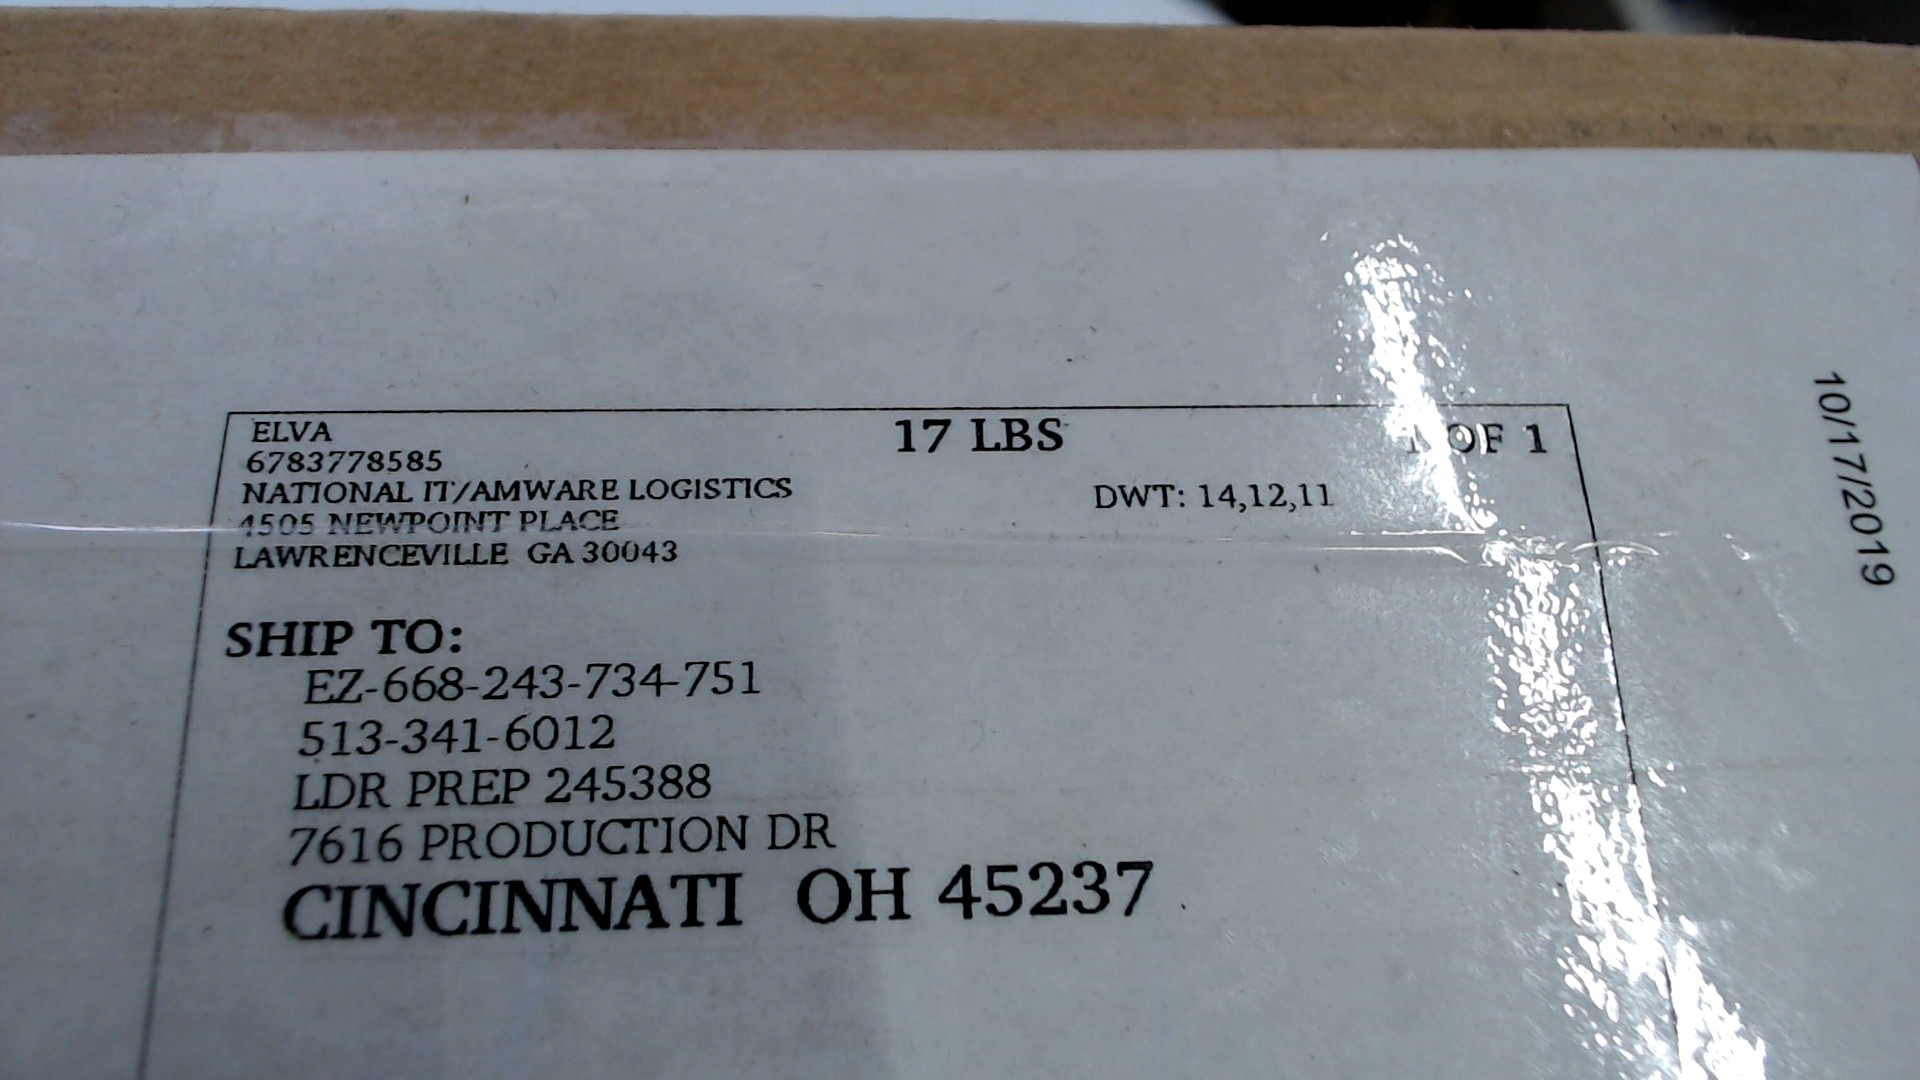 ELVA
6783778585
NATIONAL IT/AMWARE LOGISTICS
4505 NEWPOINT PLACE
LAWRENCEVILLE GA 30043
17 LBS
1 OF 1
DWT: 14,12,11
SHIP TO:
EZ-668-243-734-751
513-341-6012
LDR PREP 245388
7616 PRODUCTION DR
CINCINNATI OH 45237
10/17/2019